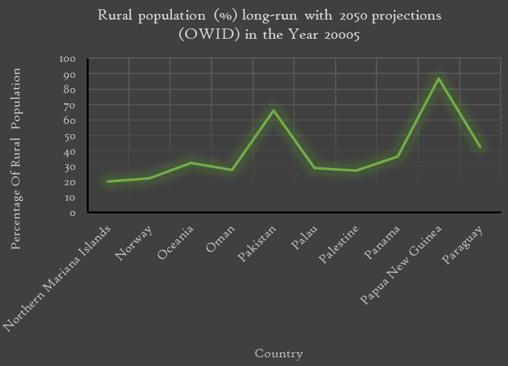 Rural population (%) long-run with 2050 projections
(OWID) in the Year 20005
Percentage Of Rural Population
100
90
80
70
60
50
40
30
20
10
0
Northern Mariana Islands
Norway
Oceania
Oman
Pakistan
Palau
Palestine
Panama
Papua New Guinea
Paraguay
Country